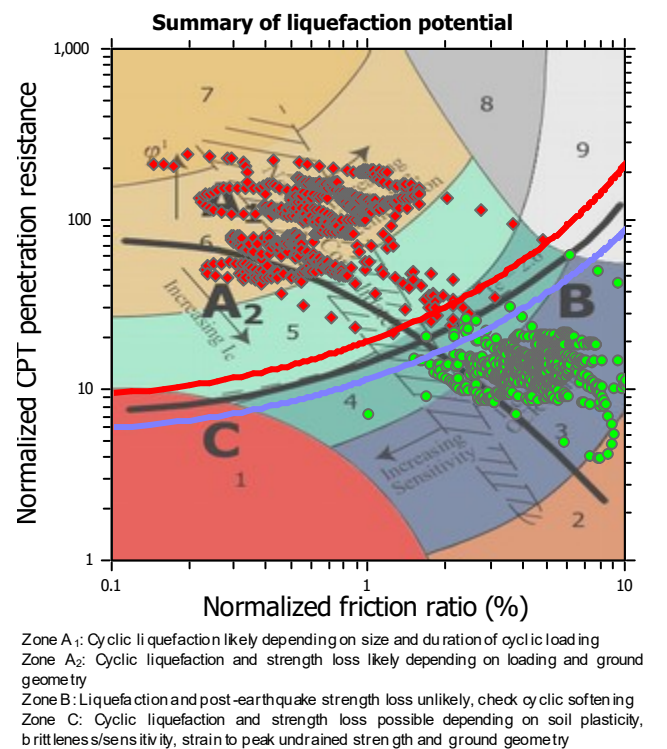 Summary of liquefaction potential
1,000
7
8
9
φ'
100
6
A2
Increasing Ic
5
B
10
4
C
3
Increasing
Sensitivity
1
2
1
0.1
1
10
Normalized CPT penetration resistance
Normalized friction ratio (%)
Zone A1: Cyclic liquefaction likely depending on size and duration of cyclic loading
Zone A2: Cyclic liquefaction and strength loss likely depending on loading and ground
geometry
Zone B: Liquefaction and post-earthquake strength loss unlikely, check cyclic softening
Zone C: Cyclic liquefaction and strength loss possible depending on soil plasticity,
brittleness/sensitivity, strain to peak undrained strength and ground geometry